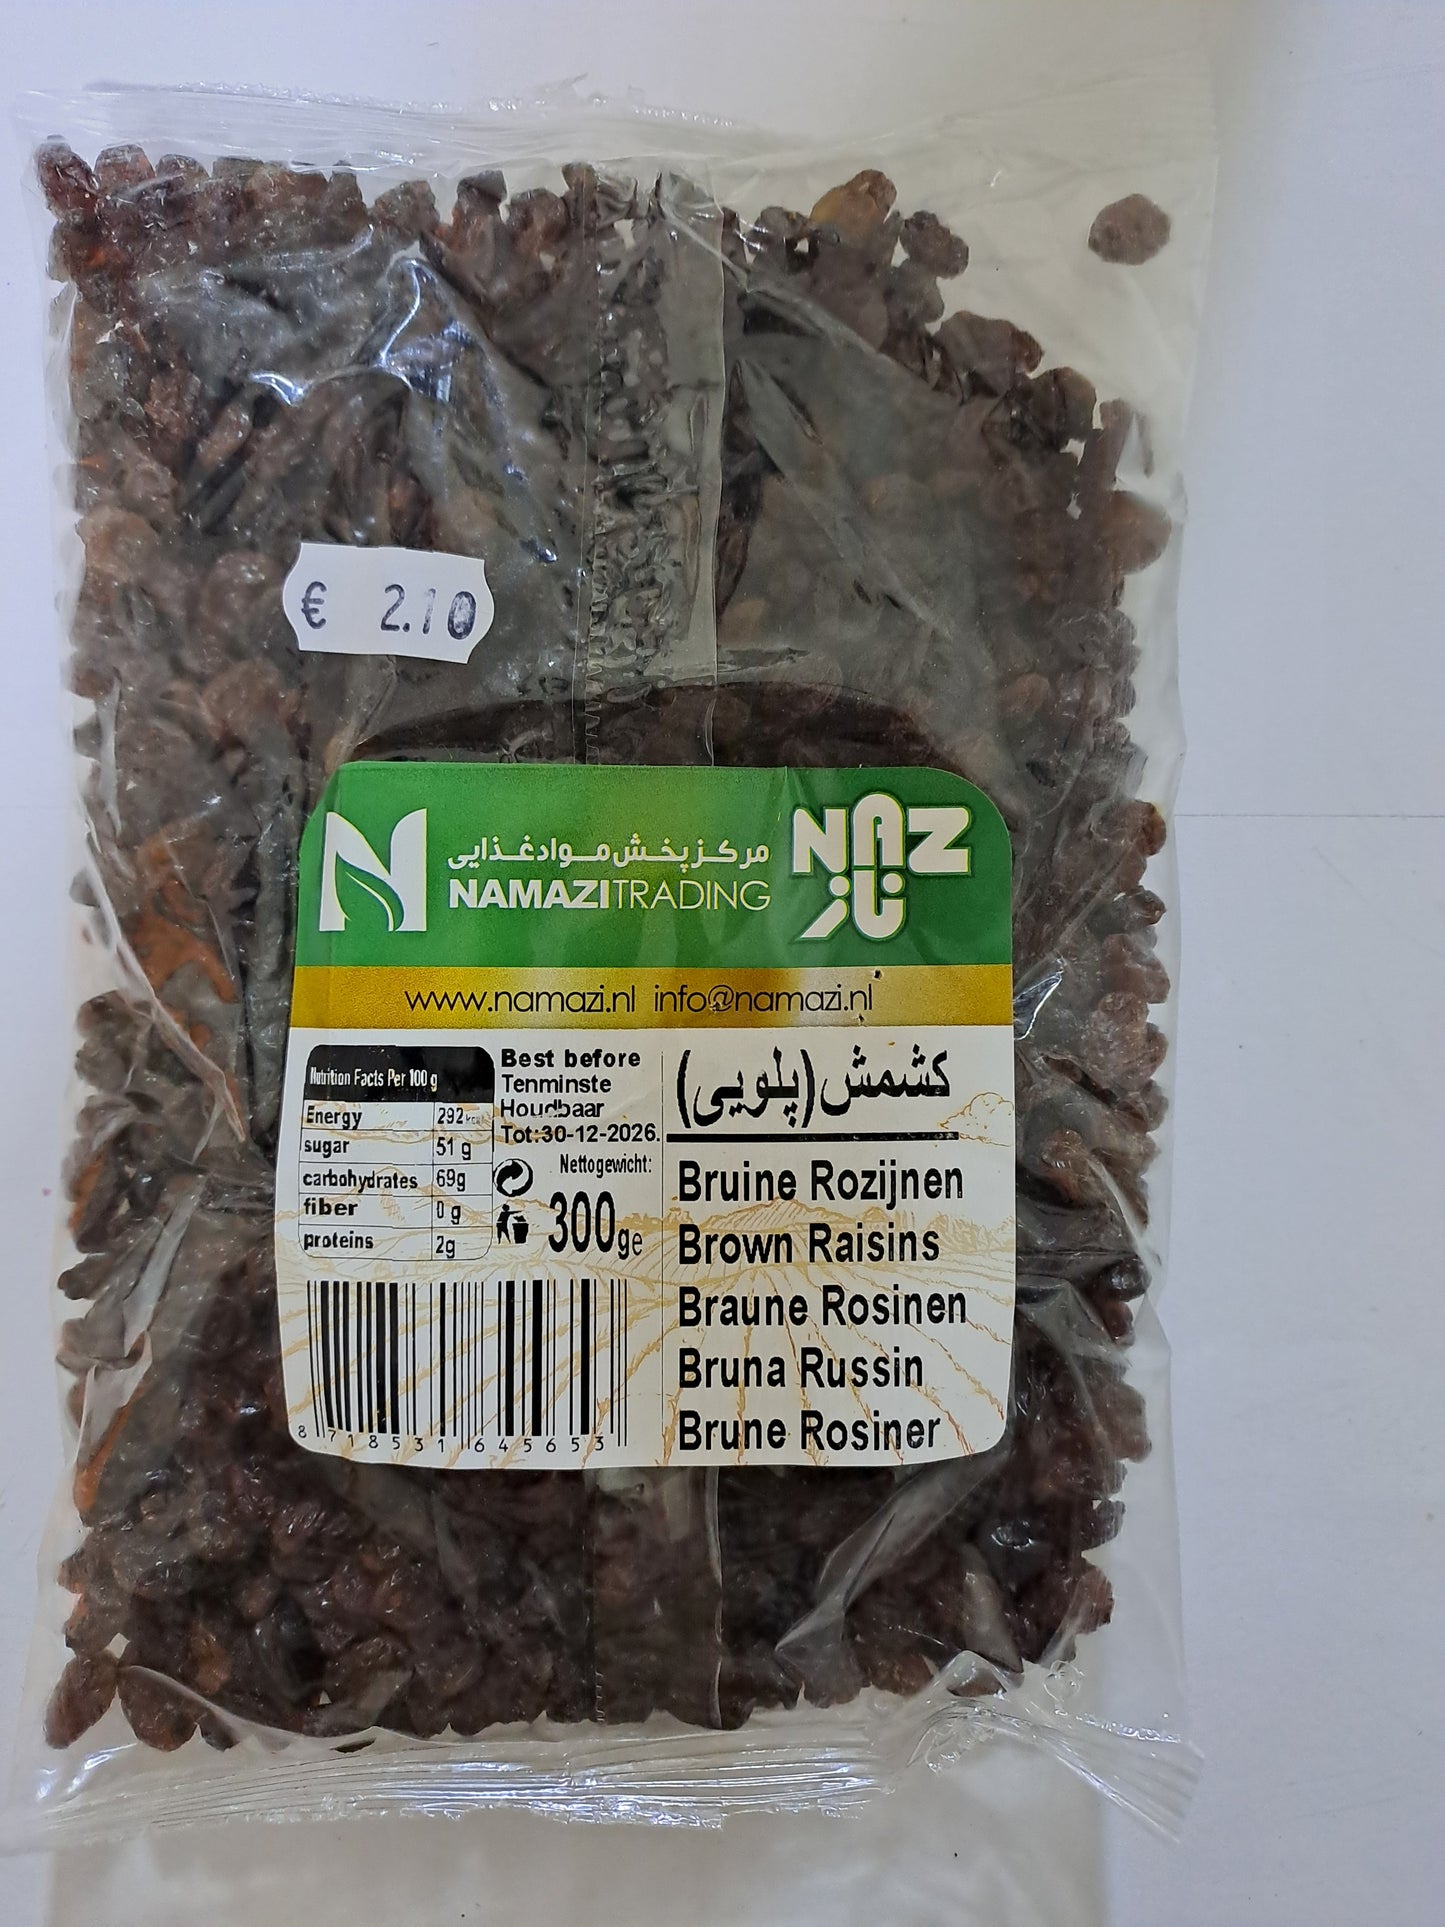 € 2.10
مرکز پخش مواد غذایی
NAMAZI TRADING
NAZ
ناز
www.namazi.nl info@namazi.nl
Nutrition Facts Per 100 g
Energy 292 kcal
sugar 51 g
carbohydrates 69g
fiber 0 g
proteins 2g
Best before
Tenminste
Houdbaar
Tot:30-12-2026.
Nettogewicht:
300ge
کشمش (پلویی)
Bruine Rozijnen
Brown Raisins
Braune Rosinen
Bruna Russin
Brune Rosiner
8 718531 645653